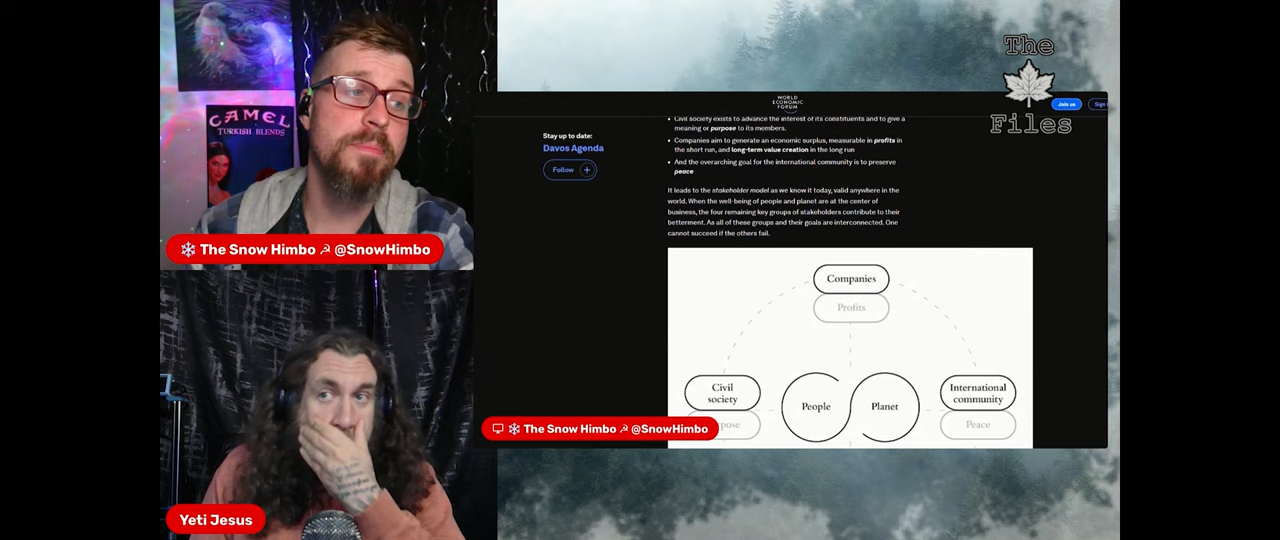 CAMEL
TURKISH BLENDS
❄ The Snow Himbo ☭ @SnowHimbo
Yeti Jesus
The
Files
WORLD
ECONOMIC
FORUM
Join us
Sign
Stay up to date:
Davos Agenda
Follow +
• Civil society exists to advance the interest of its constituents and to give a
meaning or purpose to its members.
• Companies aim to generate an economic surplus, measurable in profits in
the short run, and long-term value creation in the long run
• And the overarching goal for the international community is to preserve
peace
It leads to the stakeholder model as we know it today, valid anywhere in the
world. When the well-being of people and planet are at the center of
business, the four remaining key groups of stakeholders contribute to their
betterment. As all of these groups and their goals are interconnected. One
cannot succeed if the others fail.
Companies
Profits
Civil
society
pose
People
Planet
International
community
Peace
❄ The Snow Himbo ☭ @SnowHimbo